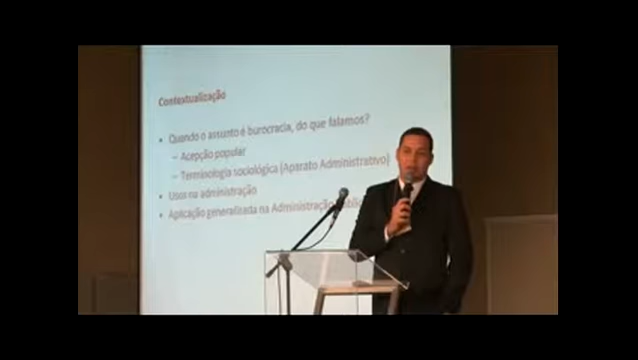 Contextualização
• Quando o assunto é burocracia, do que falamos?
– Acepção popular
– Terminologia sociológica (Aparato Administrativo)
• Usos na administração
• Aplicação generalizada na Administração